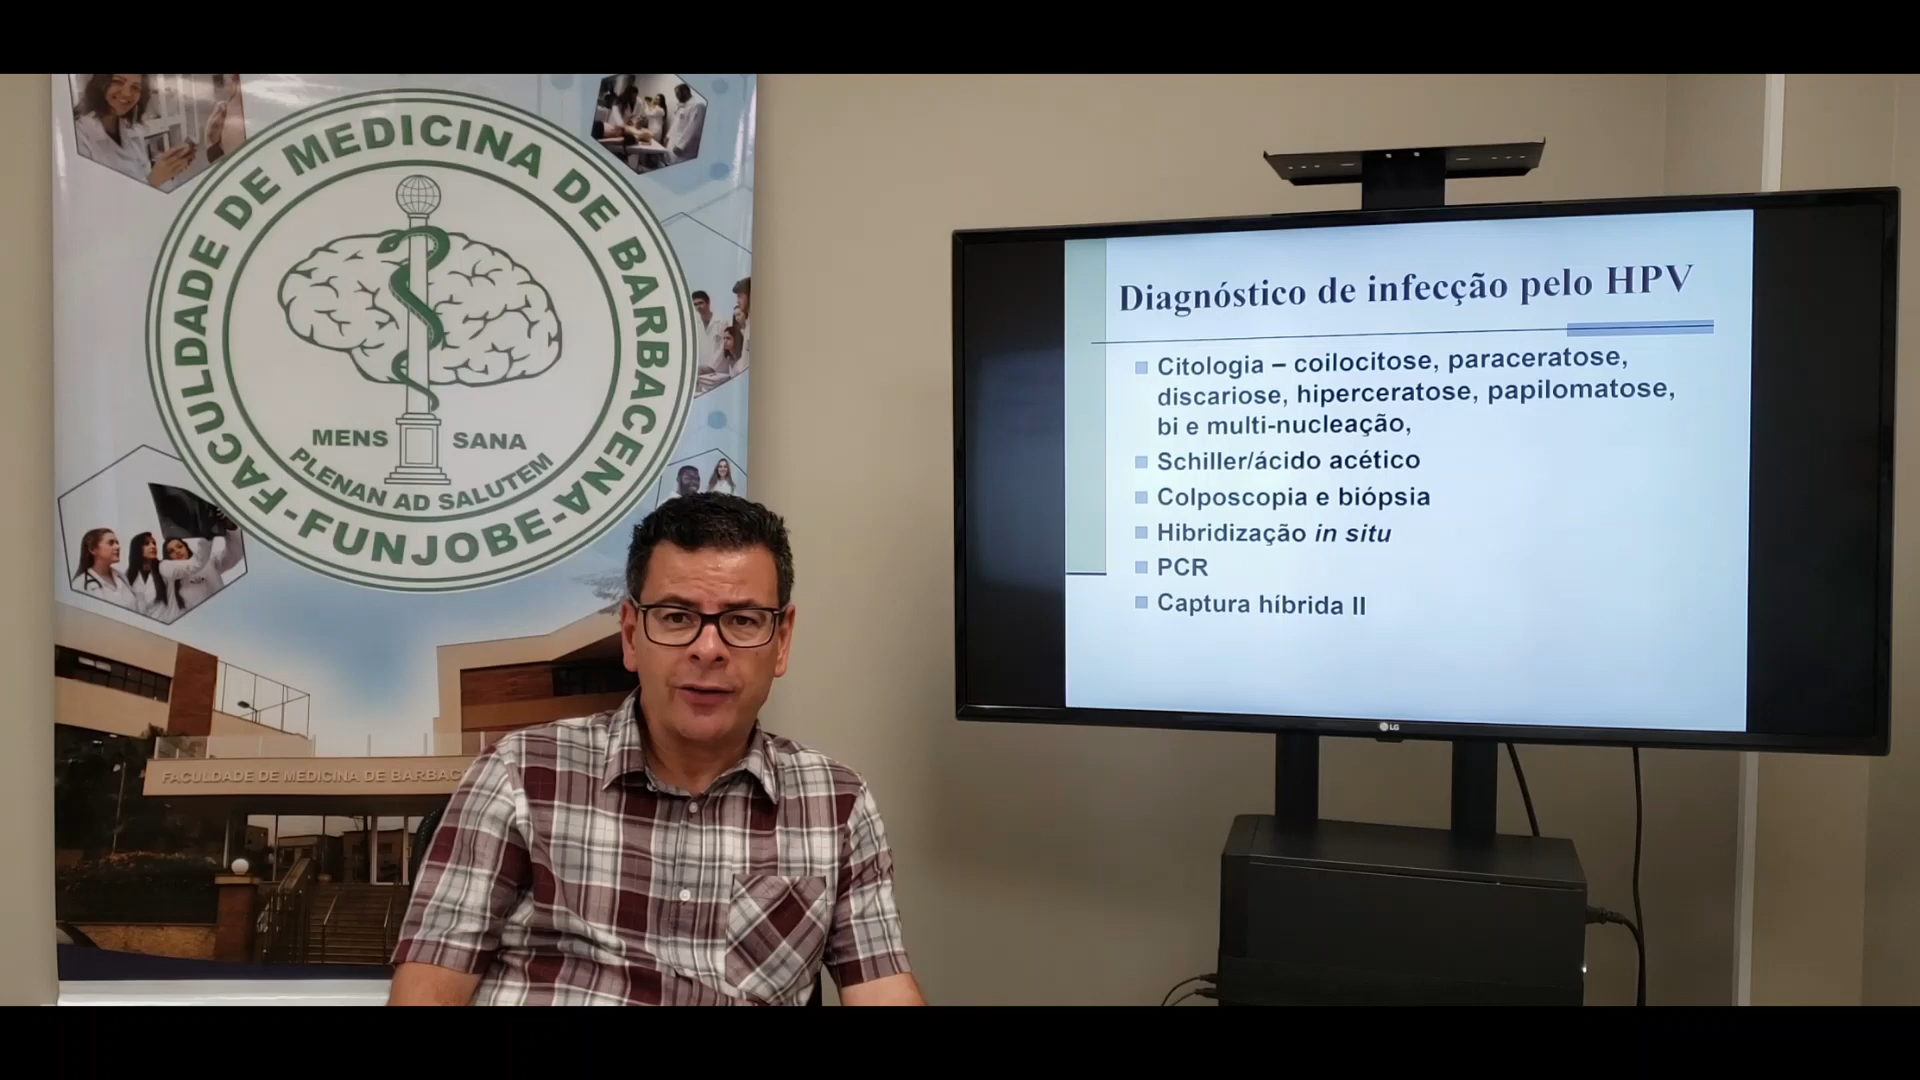 FACULDADE DE MEDICINA DE BARBACENA-FUNJOBE-
MENS SANA
PLENAN AD SALUTEM
FACULDADE DE MEDICINA DE BARBAC
Diagnóstico de infecção pelo HPV
Citologia – coilocitose, paraceratose,
discariose, hiperceratose, papilomatose,
bi e multi-nucleação,
Schiller/ácido acético
Colposcopia e biópsia
Hibridização in situ
PCR
Captura híbrida II
LG